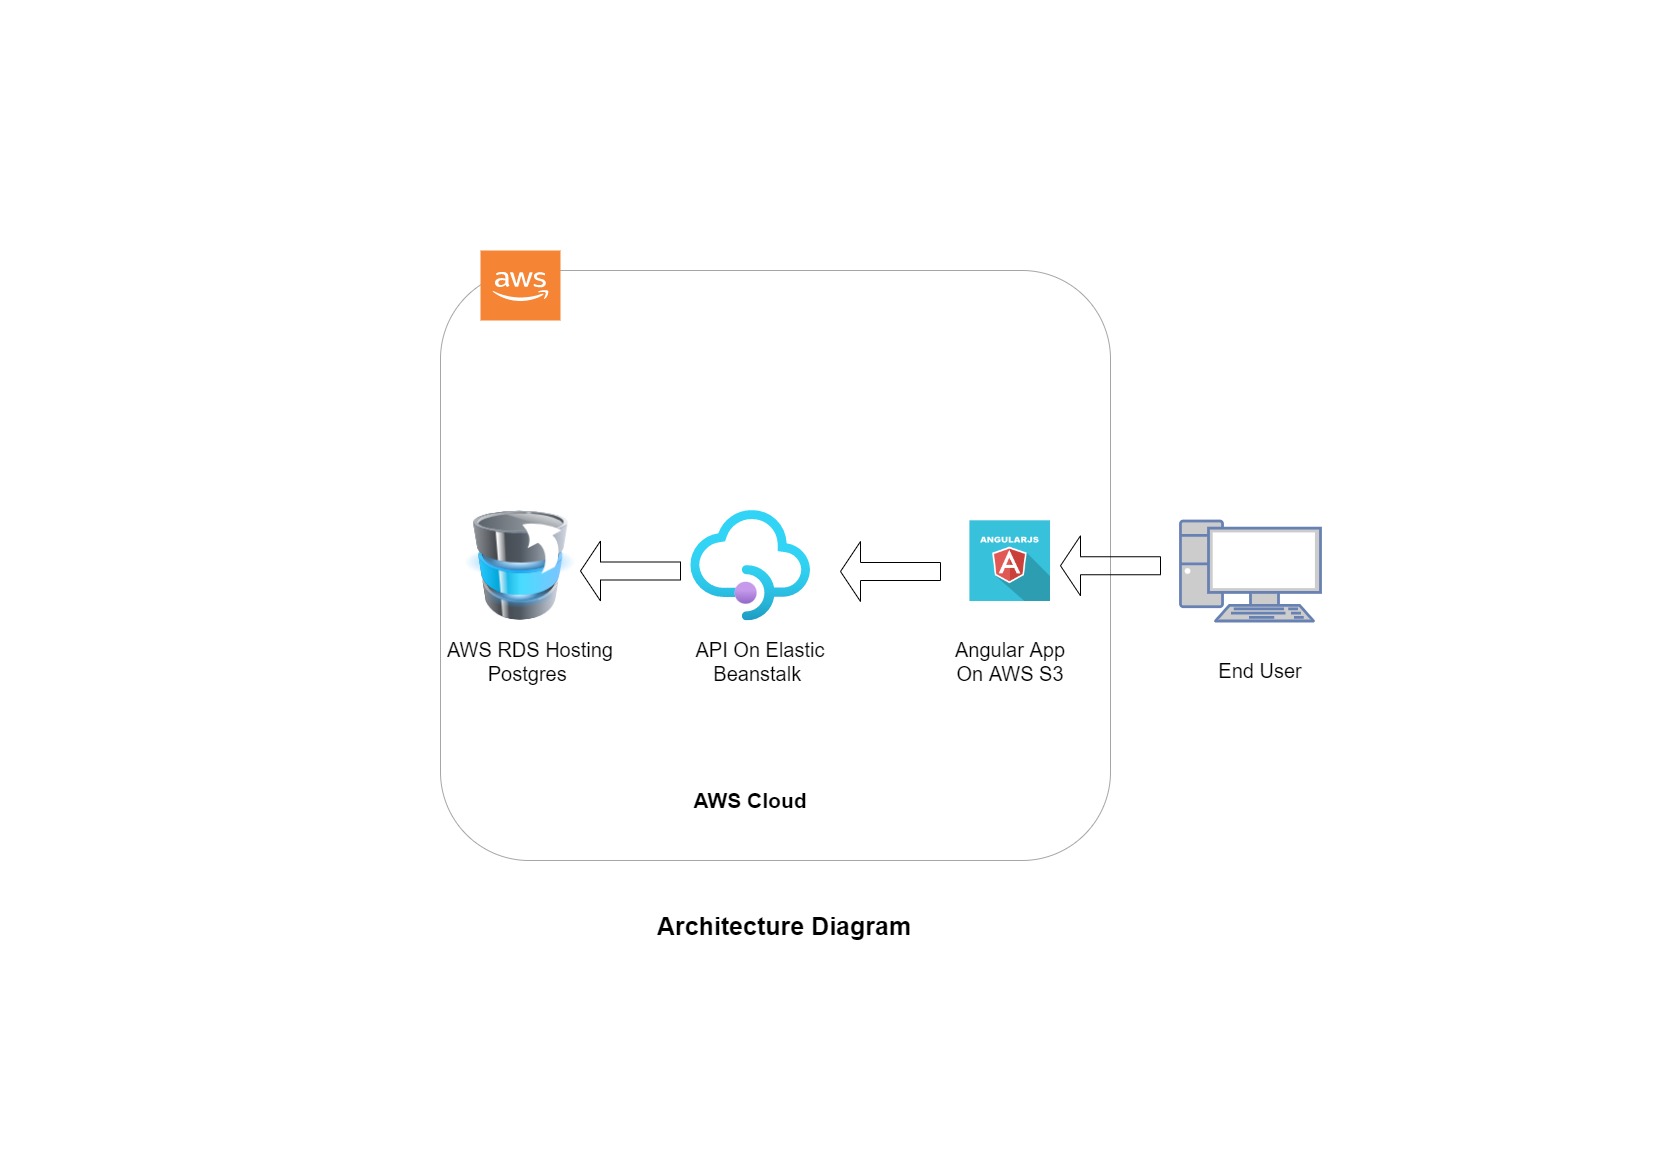 aws
ANGULARJS
A
AWS RDS Hosting
Postgres
API On Elastic
Beanstalk
Angular App
On AWS S3
End User
AWS Cloud
Architecture Diagram